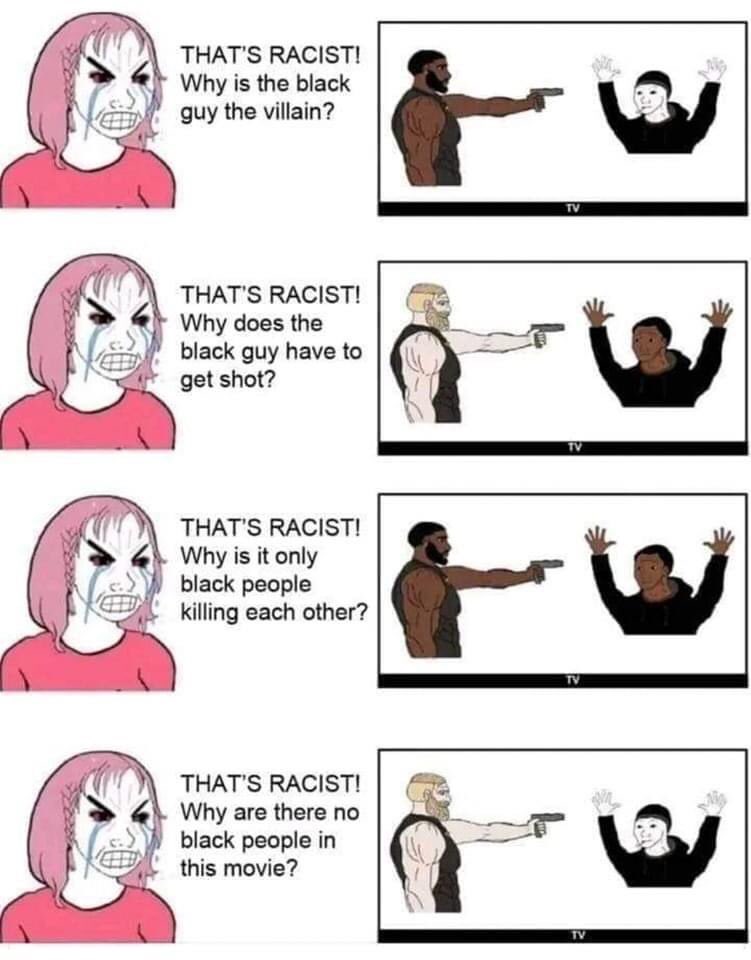 THAT'S RACIST!
Why is the black
guy the villain?
TV
THAT'S RACIST!
Why does the
black guy have to
get shot?
TV
THAT'S RACIST!
Why is it only
black people
killing each other?
TV
THAT'S RACIST!
Why are there no
black people in
this movie?
TV